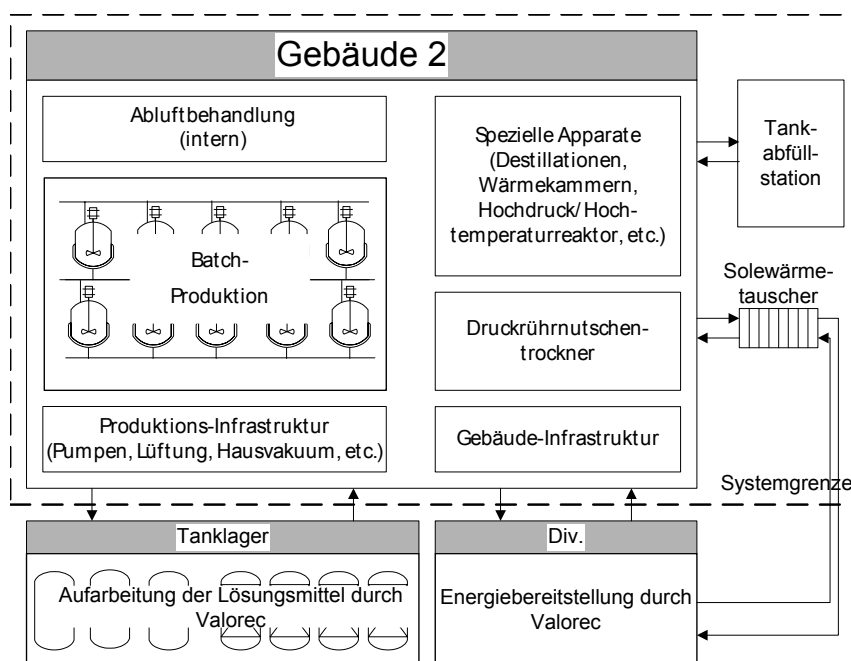 Gebäude 2
Abluftbehandlung
(intern)
Spezielle Apparate
(Destillationen,
Wärmekammern,
Hochdruck/Hoch-
temperaturreaktor, etc.)
Tank-
abfüll-
station
Batch-
Produktion
Solewärme-
tauscher
Druckrührnutschen-
trockner
Produktions-Infrastruktur
(Pumpen, Lüftung, Hausvakuum, etc.)
Gebäude-Infrastruktur
Systemgrenze
Tanklager
Aufarbeitung der Lösungsmittel durch
Valorec
Div.
Energiebereitstellung durch
Valorec